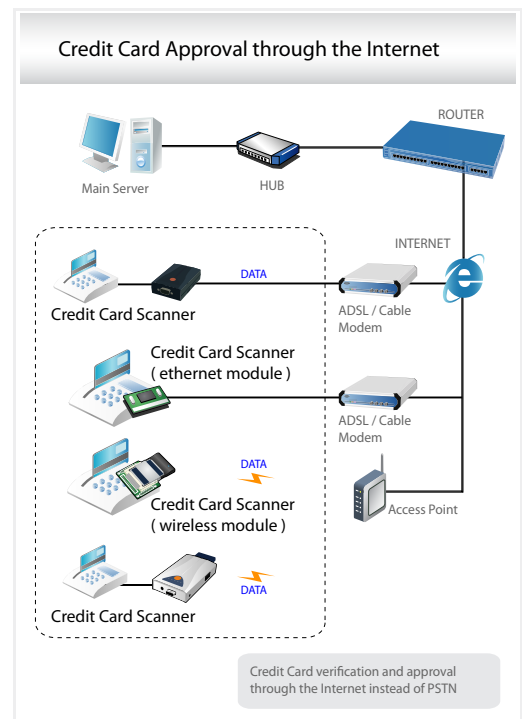 Credit Card Approval through the Internet
ROUTER
Main Server
HUB
INTERNET
DATA
Credit Card Scanner
ADSL / Cable
Modem
Credit Card Scanner
( ethernet module )
ADSL / Cable
Modem
DATA
Credit Card Scanner
( wireless module )
Access Point
DATA
Credit Card Scanner
Credit Card verification and approval
through the Internet instead of PSTN